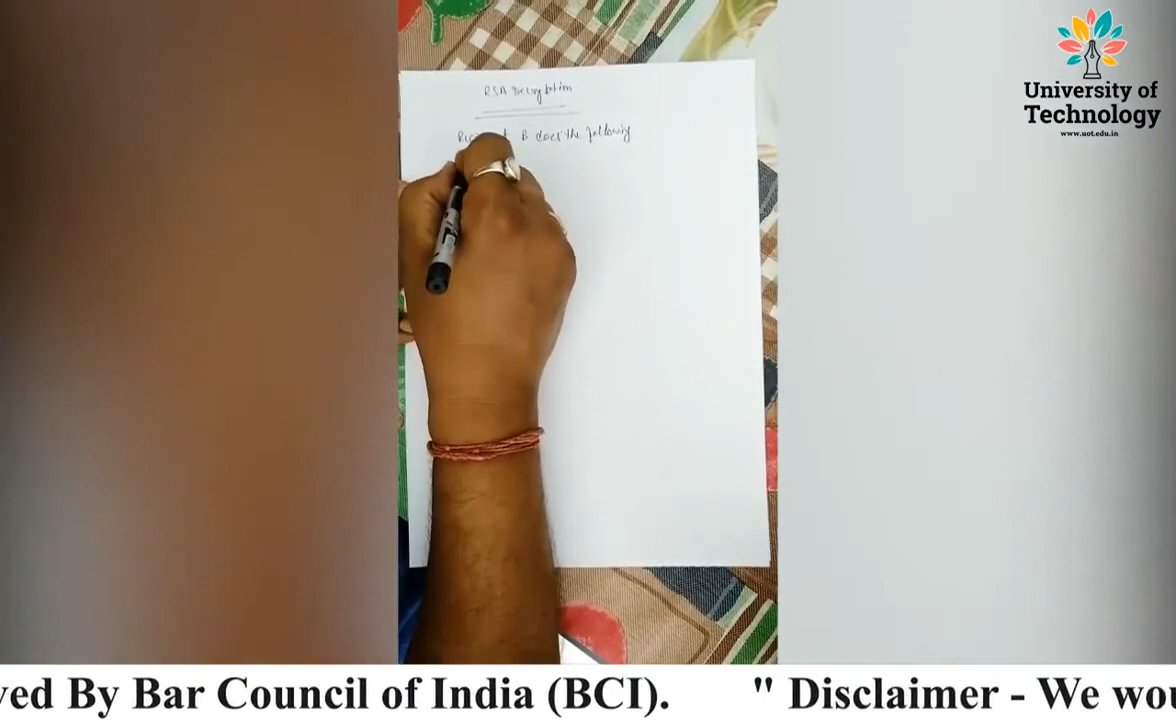 University of
Technology
www.uot.edu.in
RSA Decryption
B does the following
ved By Bar Council of India (BCI). " Disclaimer - We wou